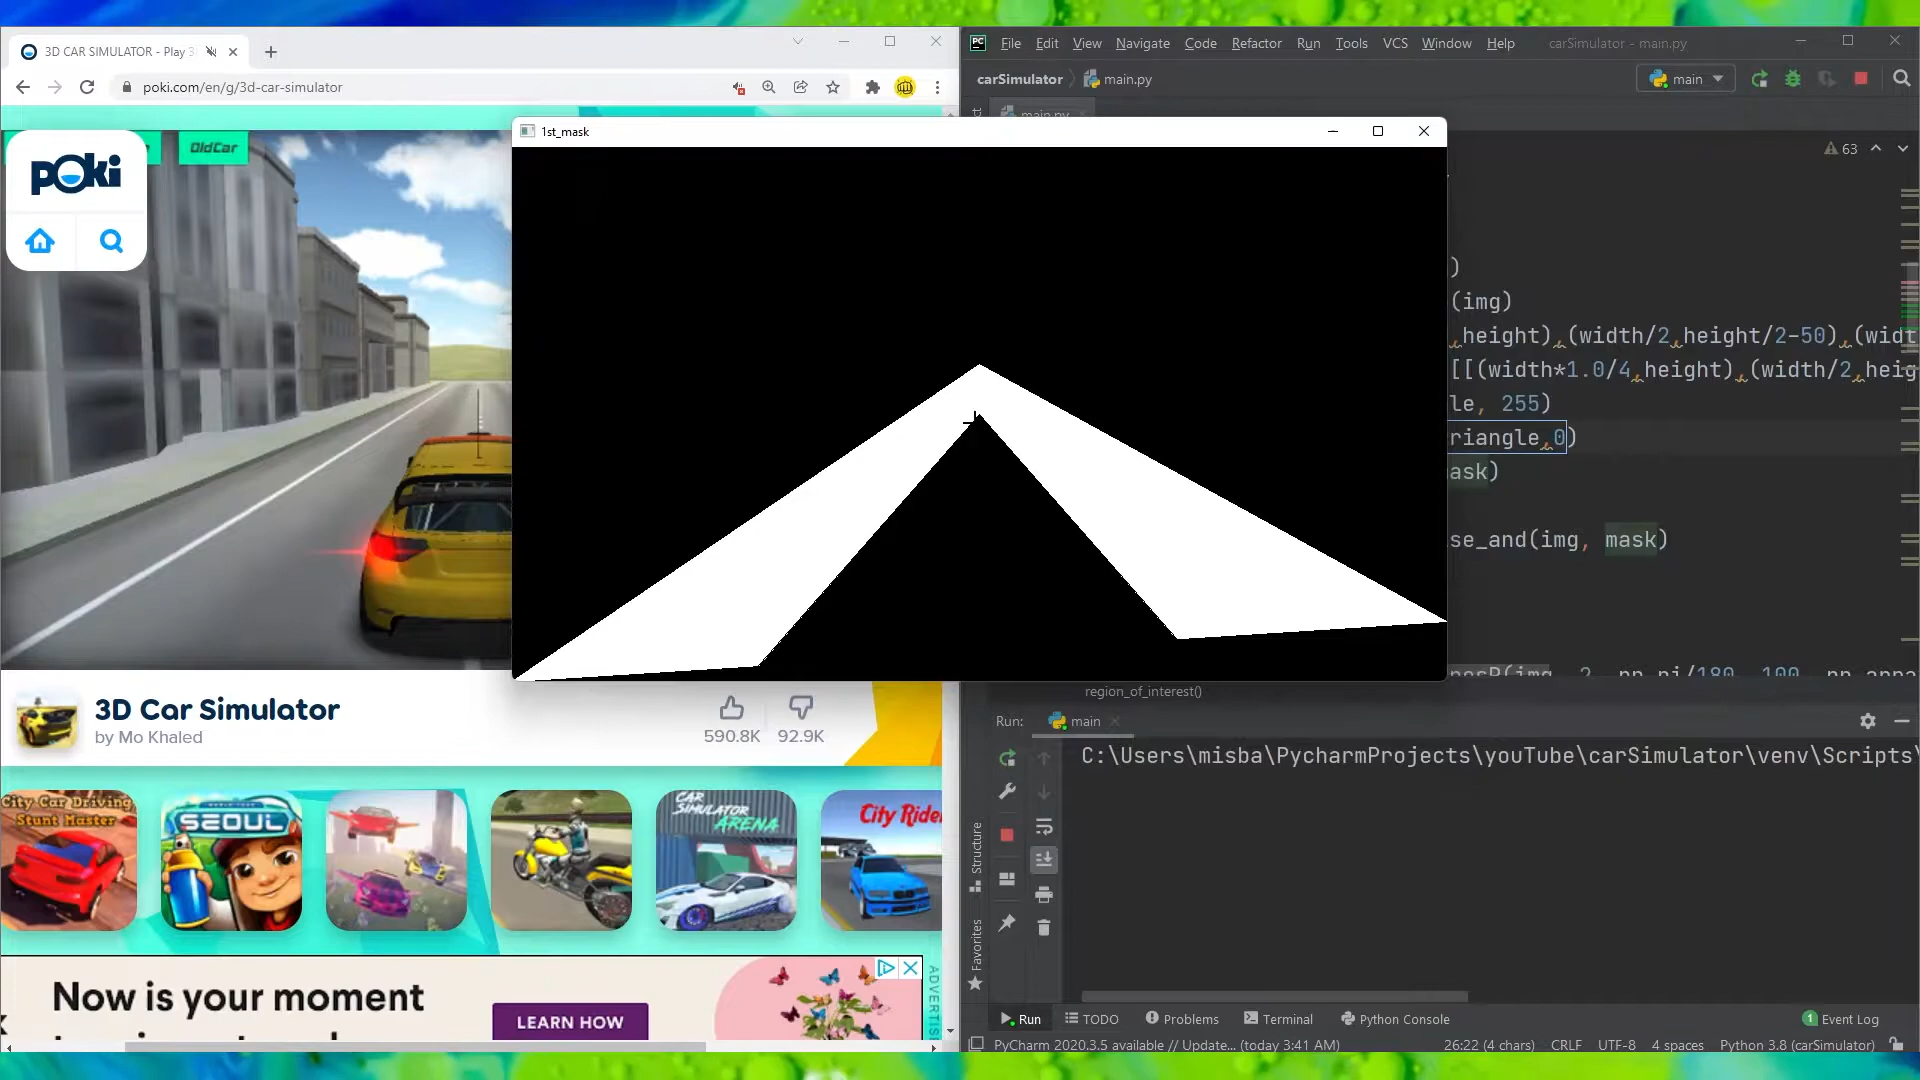 3D CAR SIMULATOR - Play 3
poki.com/en/g/3d-car-simulator
OldCar
poki
3D Car Simulator
by Mo Khaled
590.8K
92.9K
City Car Driving
Stunt Master
SEOUL
CAR
SIMULATOR
ARENA
City Rider
Now is your moment
LEARN HOW
ADVERTIS
1st_mask
PC
File Edit View Navigate Code Refactor Run Tools VCS Window Help
carSimulator - main.py
carSimulator
main.py
main
main.py
63
)
(img)
,height),(width/2,height/2-50),(widt
[[(width*1.0/4,height),(width/2,heig
le, 255)
riangle,0)
ask)
se_and(img, mask)
region_of_interest()
Run:
main
C:\Users\misba\PycharmProjects\youTube\carSimulator\venv\Scripts\
Structure
Favorites
Run
TODO
Problems
Terminal
Python Console
1 Event Log
PyCharm 2020.3.5 available // Update... (today 3:41 AM)
26:22 (4 chars)
CRLF
UTF-8
4 spaces
Python 3.8 (carSimulator)